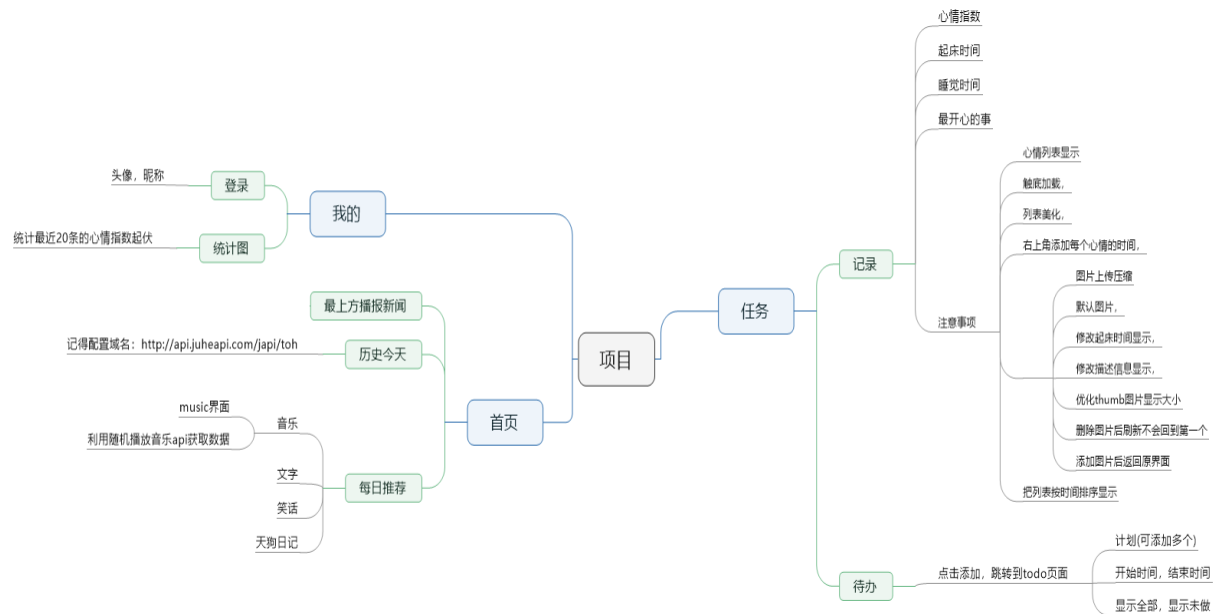 项目
我的
登录
头像，昵称
统计图
统计最近20条的心情指数起伏
首页
最上方播报新闻
历史今天
记得配置域名：http://api.juheapi.com/japi/toh
每日推荐
音乐
music界面
利用随机播放音乐api获取数据
文字
笑话
天狗日记
任务
记录
心情指数
起床时间
睡觉时间
最开心的事
注意事项
心情列表显示
触底加载，
列表美化，
右上角添加每个心情的时间，
图片上传压缩
默认图片，
修改起床时间显示，
修改描述信息显示，
优化thumb图片显示大小
删除图片后刷新不会回到第一个
添加图片后返回原界面
把列表按时间排序显示
待办
点击添加，跳转到todo页面
计划(可添加多个)
开始时间，结束时间
显示全部，显示未做